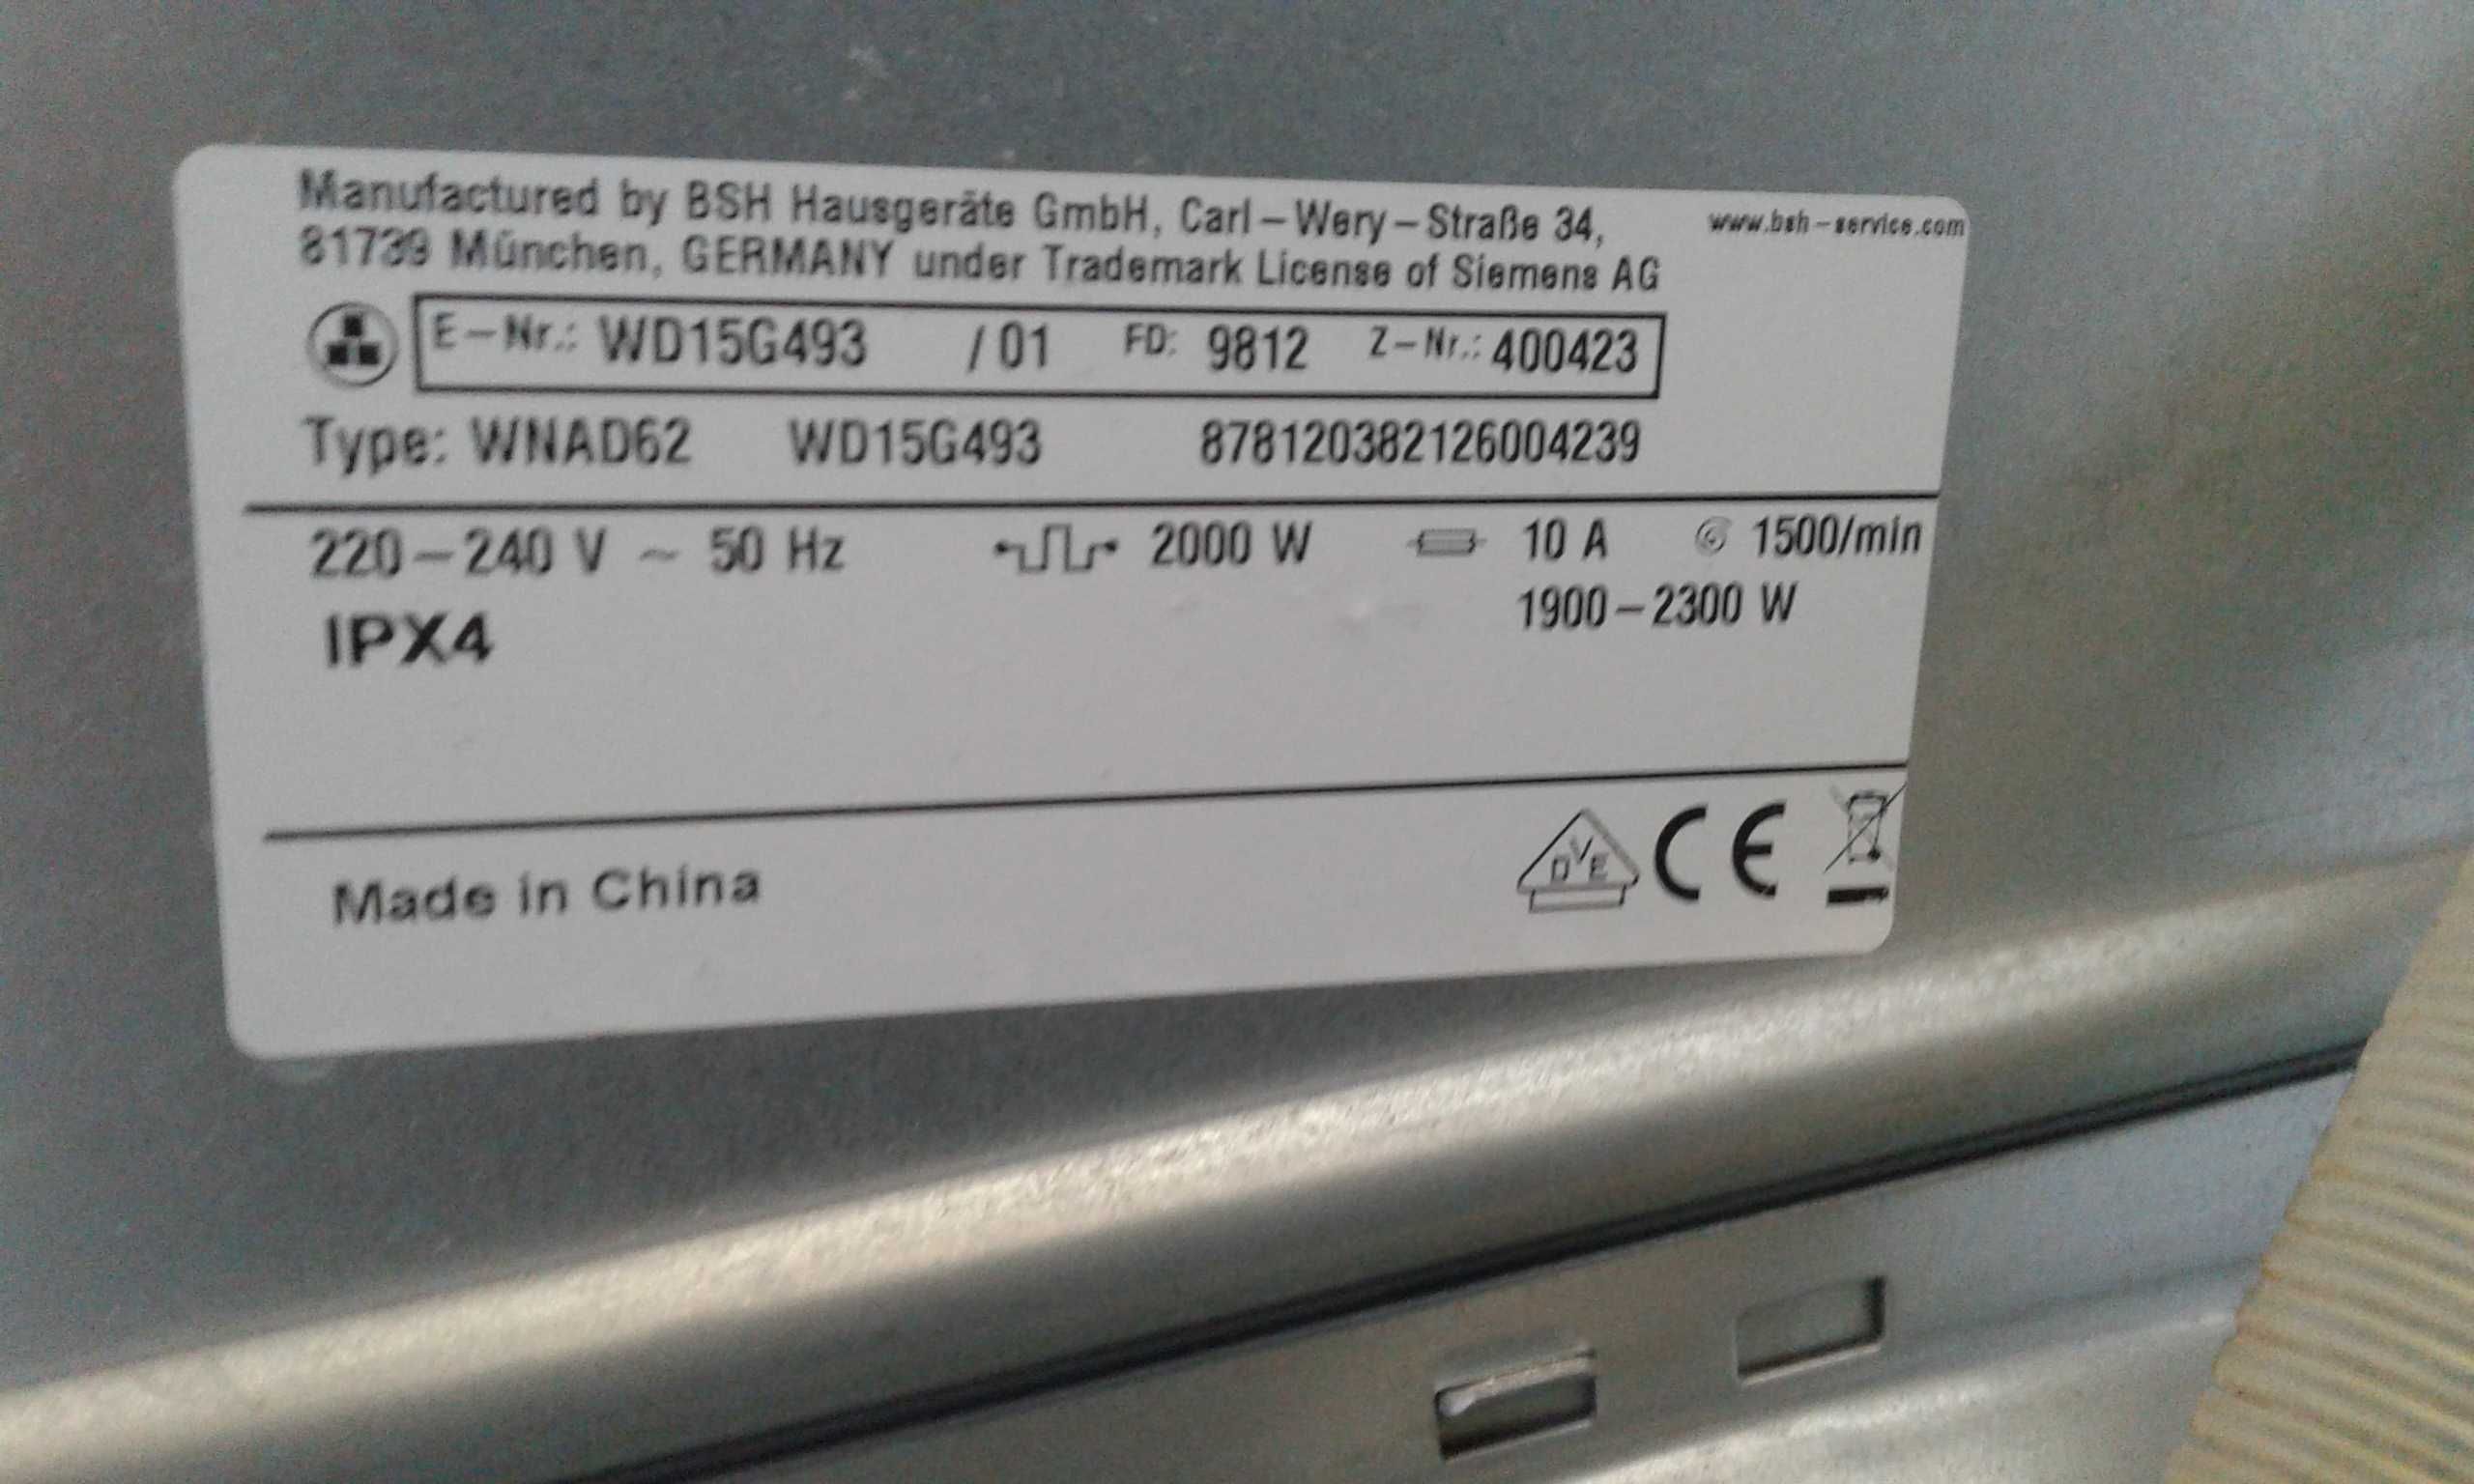 Manufactured by BSH Hausgeräte GmbH, Carl-Wery-Straße 34,
www.bsh-service.com
81739 München, GERMANY under Trademark License of Siemens AG
E-Nr.: WD15G493 /01 FD: 9812 Z-Nr.: 400423
Type: WNAD62 WD15G493 878120382126004239
220-240 V ~ 50 Hz 2000 W 10 A 1500/min
1900-2300 W
IPX4
Made in China
DVE CE